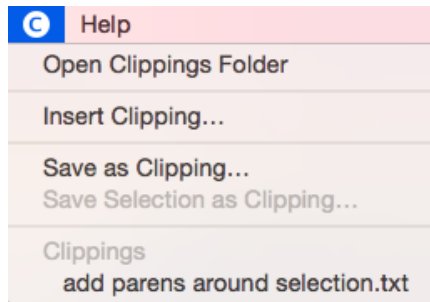 C Help
Open Clippings Folder
Insert Clipping...
Save as Clipping...
Save Selection as Clipping...
Clippings
add parens around selection.txt